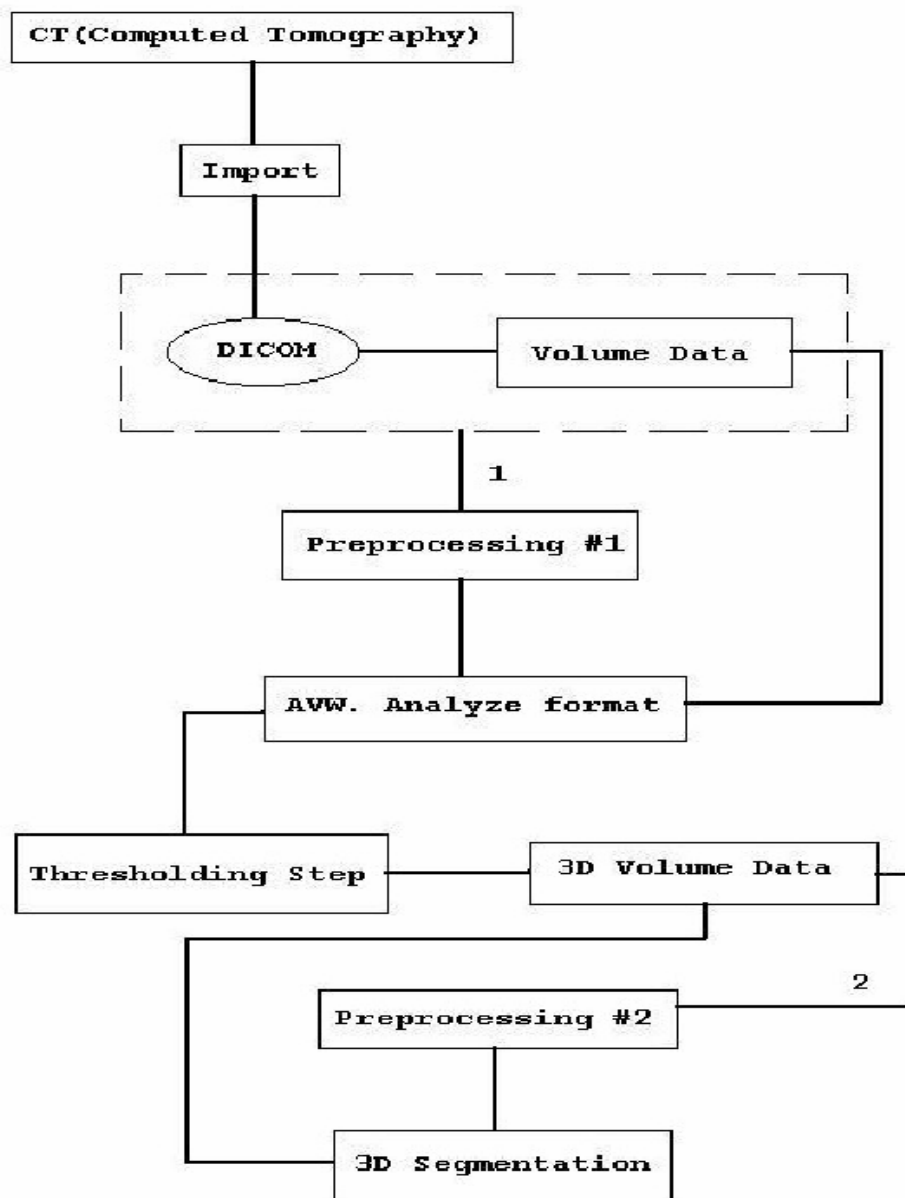 CT(Computed Tomography)
Import
DICOM
Volume Data
1
Preprocessing #1
AVW. Analyze format
Thresholding Step
3D Volume Data
2
Preprocessing #2
3D Segmentation